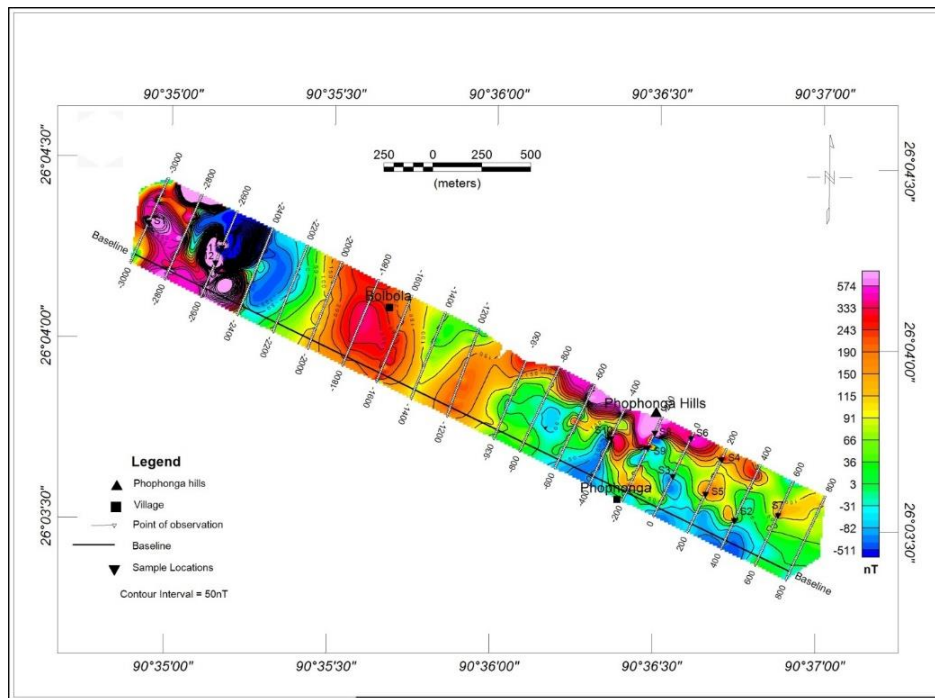 90°35'00" 90°35'30" 90°36'00" 90°36'30" 90°37'00"
26°04'30" 26°04'30"
250 0 250 500
(meters)
N
-3000 -2800 -2600 -2400 -2200 -2000 -1800 -1600 -1400 -1200 -930 -800 600 -400 0 200 400 600 800
Baseline
Bolbola
26°04'00" 26°04'00"
Phophonga Hills
S6
S9 S4
S3
S5
S2 S7
Phophonga
-3000 -2800 -2600 -2400 -2200 -2000 -1800 -1600 -1400 -1200 -930 -800 -600 -400 -200 0 200 400 600 800
Baseline
574
333
243
190
150
115
91
66
36
3
-31
-82
-511
nT
Legend
Phophonga hills
Village
Point of observation
Baseline
Sample Locations
Contour Interval = 50nT
26°03'30" 26°03'30"
90°35'00" 90°35'30" 90°36'00" 90°36'30" 90°37'00"